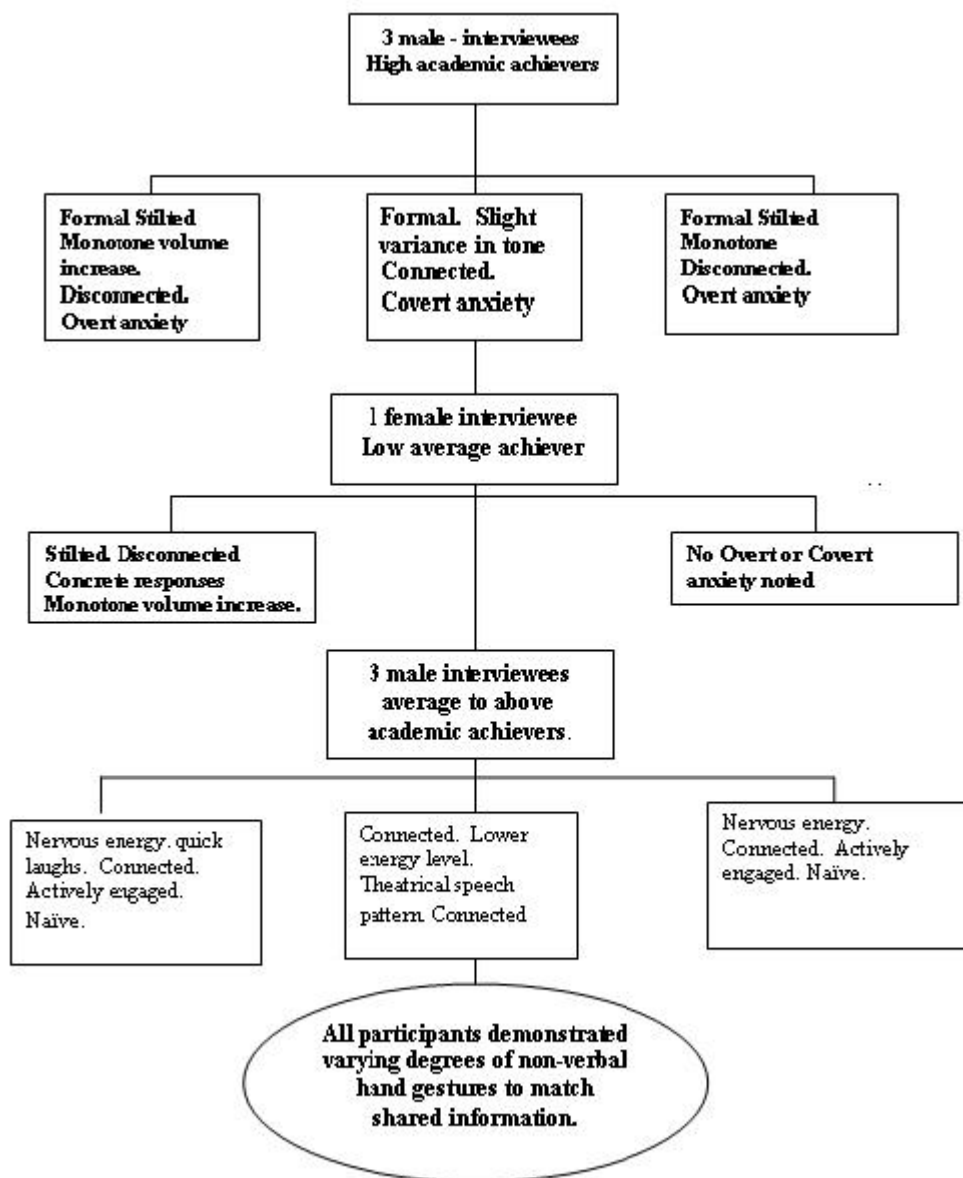 3 male - interviewees
High academic achievers
Formal Stilted
Monotone volume
increase.
Disconnected.
Overt anxiety
Formal. Slight
variance in tone
Connected.
Covert anxiety
Formal Stilted
Monotone
Disconnected.
Overt anxiety
1 female interviewee
Low average achiever
Stilted. Disconnected
Concrete responses
Monotone volume increase.
No Overt or Covert
anxiety noted
3 male interviewees
average to above
academic achievers.
Nervous energy. quick
laughs. Connected.
Actively engaged.
Naïve.
Connected. Lower
energy level.
Theatrical speech
pattern. Connected
Nervous energy.
Connected. Actively
engaged. Naïve.
All participants demonstrated
varying degrees of non-verbal
hand gestures to match
shared information.